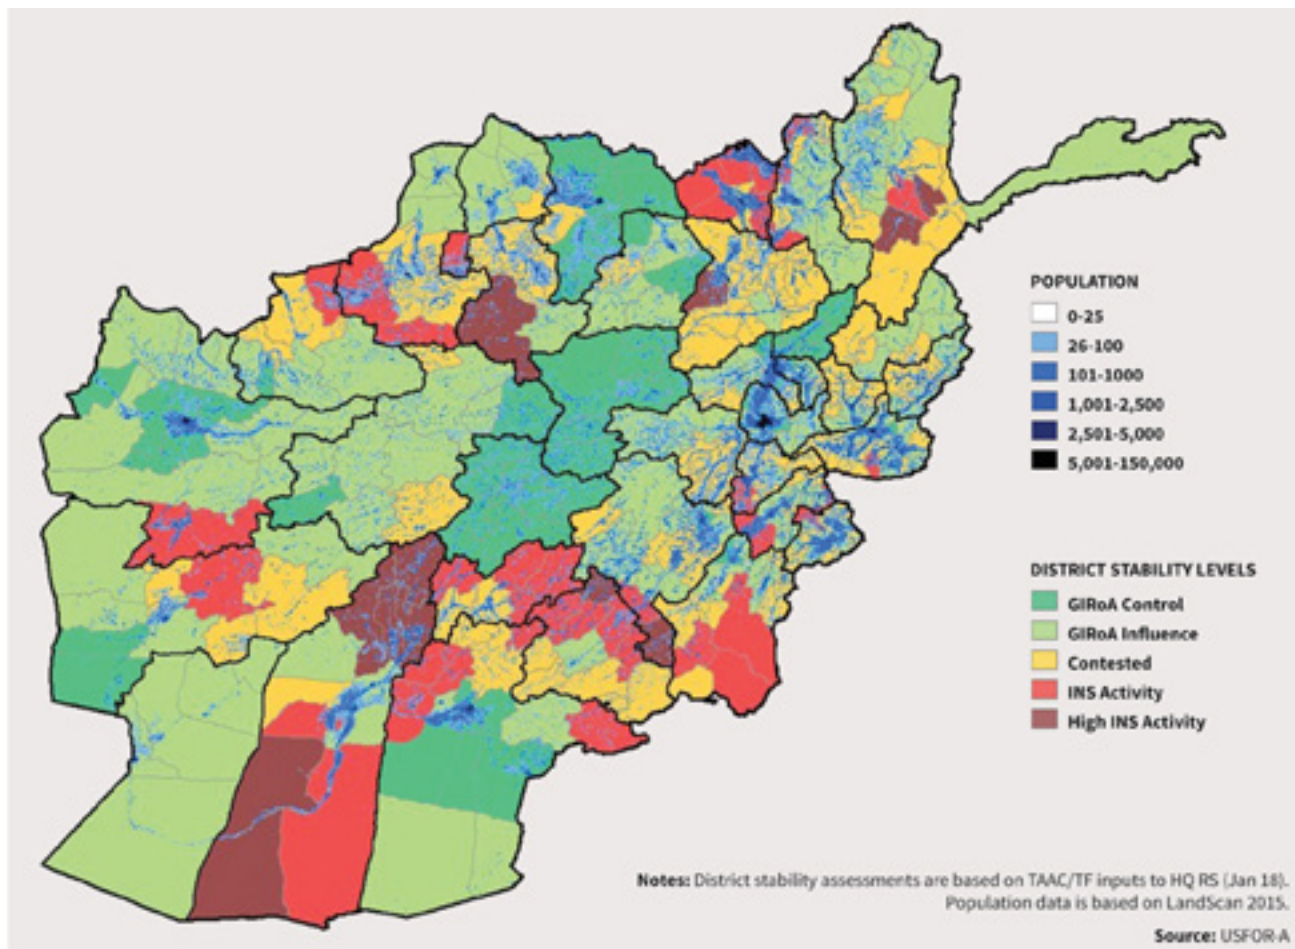 POPULATION
0-25
26-100
101-1000
1,001-2,500
2,501-5,000
5,001-150,000
DISTRICT STABILITY LEVELS
GIRoA Control
GIRoA Influence
Contested
INS Activity
High INS Activity
Notes: District stability assessments are based on TAAC/TF inputs to HQ RS (Jan 18).
Population data is based on LandScan 2015.
Source: USFOR-A